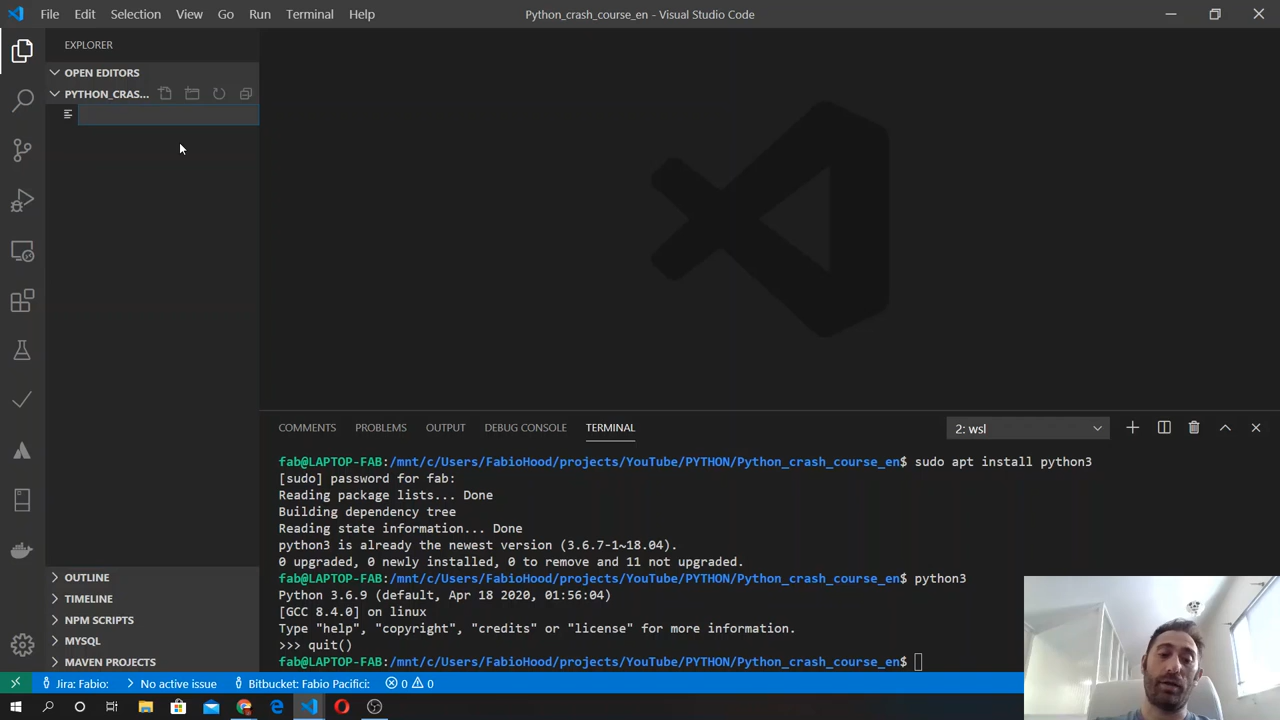 File Edit Selection View Go Run Terminal Help
Python_crash_course_en - Visual Studio Code
EXPLORER
OPEN EDITORS
PYTHON_CRAS...
COMMENTS PROBLEMS OUTPUT DEBUG CONSOLE TERMINAL
2: wsl
fab@LAPTOP-FAB:/mnt/c/Users/FabioHood/projects/YouTube/PYTHON/Python_crash_course_en$ sudo apt install python3
[sudo] password for fab:
Reading package lists... Done
Building dependency tree
Reading state information... Done
python3 is already the newest version (3.6.7-1~18.04).
0 upgraded, 0 newly installed, 0 to remove and 11 not upgraded.
fab@LAPTOP-FAB:/mnt/c/Users/FabioHood/projects/YouTube/PYTHON/Python_crash_course_en$ python3
Python 3.6.9 (default, Apr 18 2020, 01:56:04)
[GCC 8.4.0] on linux
Type "help", "copyright", "credits" or "license" for more information.
>>> quit()
fab@LAPTOP-FAB:/mnt/c/Users/FabioHood/projects/YouTube/PYTHON/Python_crash_course_en$
OUTLINE
TIMELINE
NPM SCRIPTS
MYSQL
MAVEN PROJECTS
Jira: Fabio: No active issue Bitbucket: Fabio Pacifici: 0 0